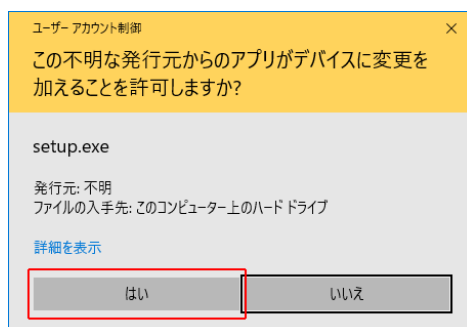 ユーザー アカウント制御
この不明な発行元からのアプリがデバイスに変更を
加えることを許可しますか?
setup.exe
発行元: 不明
ファイルの入手先: このコンピューター上のハード ドライブ
詳細を表示
はい
いいえ